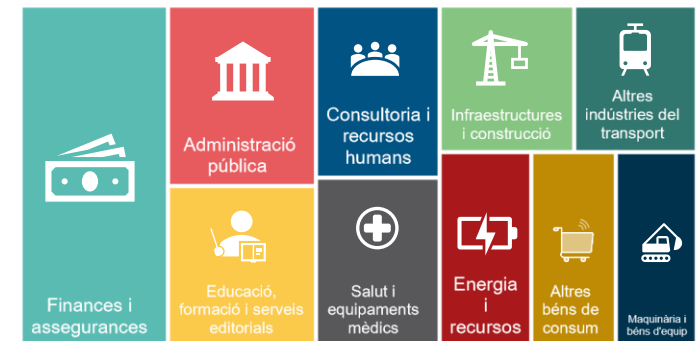 Finances i
assegurances
Administració
pública
Educació,
formació i serveis
editorials
Consultoria i
recursos
humans
Salut i
equipaments
mèdics
Infraestructures
i construcció
Altres
indústries del
transport
Energia
i
recursos
Altres
béns de
consum
Maquinària i
béns d'equip